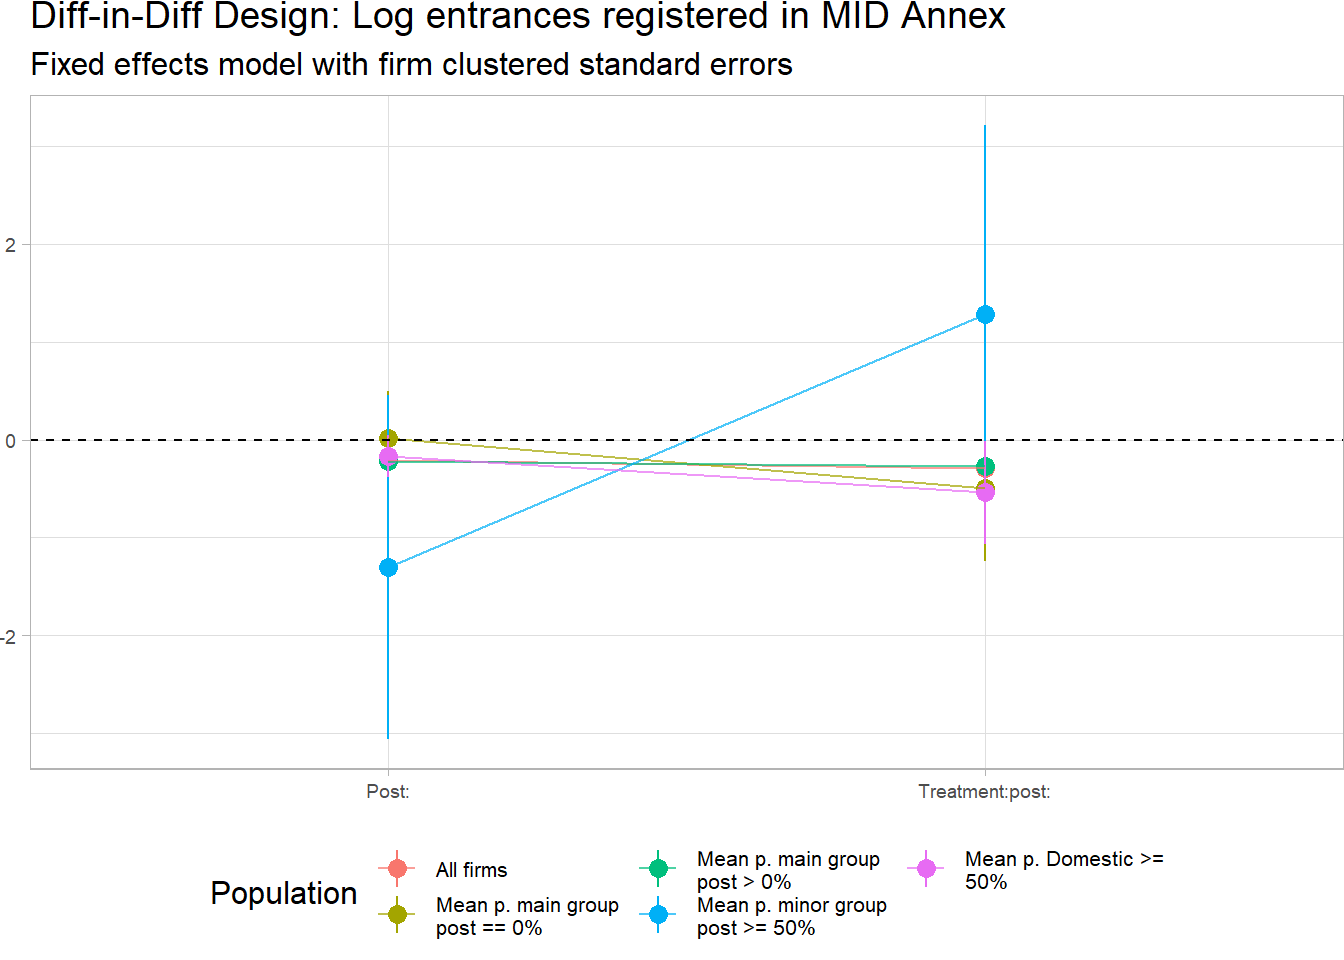 Diff-in-Diff Design: Log entrances registered in MID Annex
Fixed effects model with firm clustered standard errors
2
0
-2
Post:
Treatment:post:
Population
All firms
Mean p. main group
post == 0%
Mean p. main group
post > 0%
Mean p. minor group
post >= 50%
Mean p. Domestic >=
50%